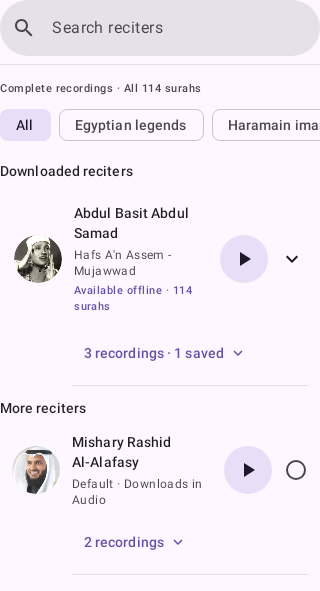 Search reciters
Complete recordings · All 114 surahs
All
Egyptian legends
Haramain ima
Downloaded reciters
Abdul Basit Abdul
Samad
Hafs A'n Assem -
Mujawwad
Available offline · 114
surahs
3 recordings · 1 saved
More reciters
Mishary Rashid
Al-Alafasy
Default · Downloads in
Audio
2 recordings